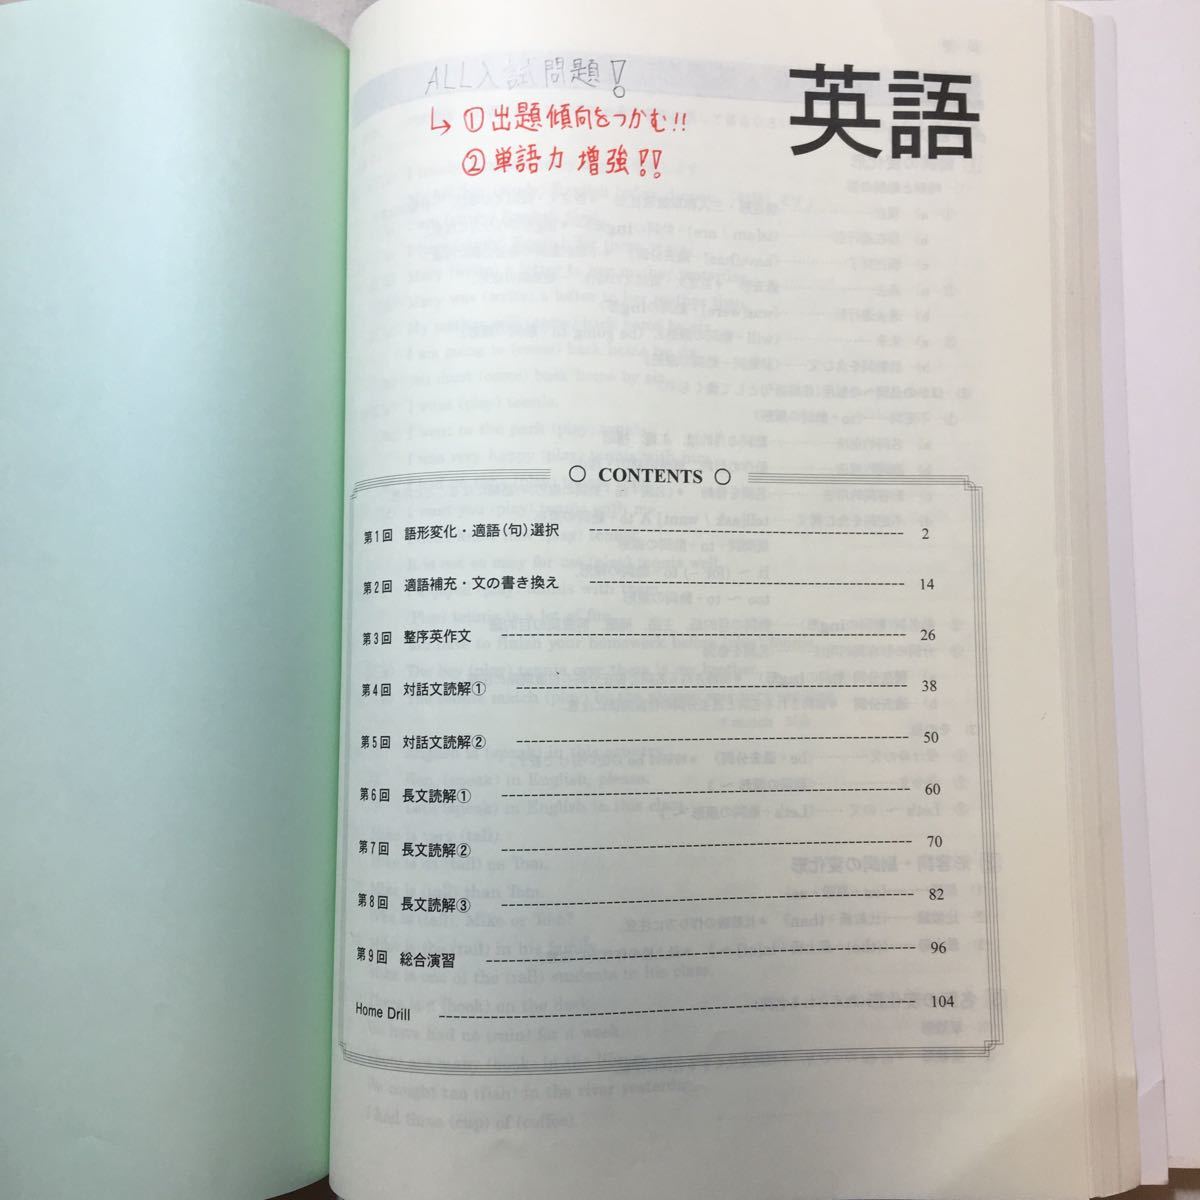 英語
ALL入試問題!
↳ ①出題傾向をつかむ!!
②単語力 増強!!
○ CONTENTS ○
第1回 語形変化・適語(句)選択 2
第2回 適語補充・文の書き換え 14
第3回 整序英作文 26
第4回 対話文読解① 38
第5回 対話文読解② 50
第6回 長文読解① 60
第7回 長文読解② 70
第8回 長文読解③ 82
第9回 総合演習 96
Home Drill 104